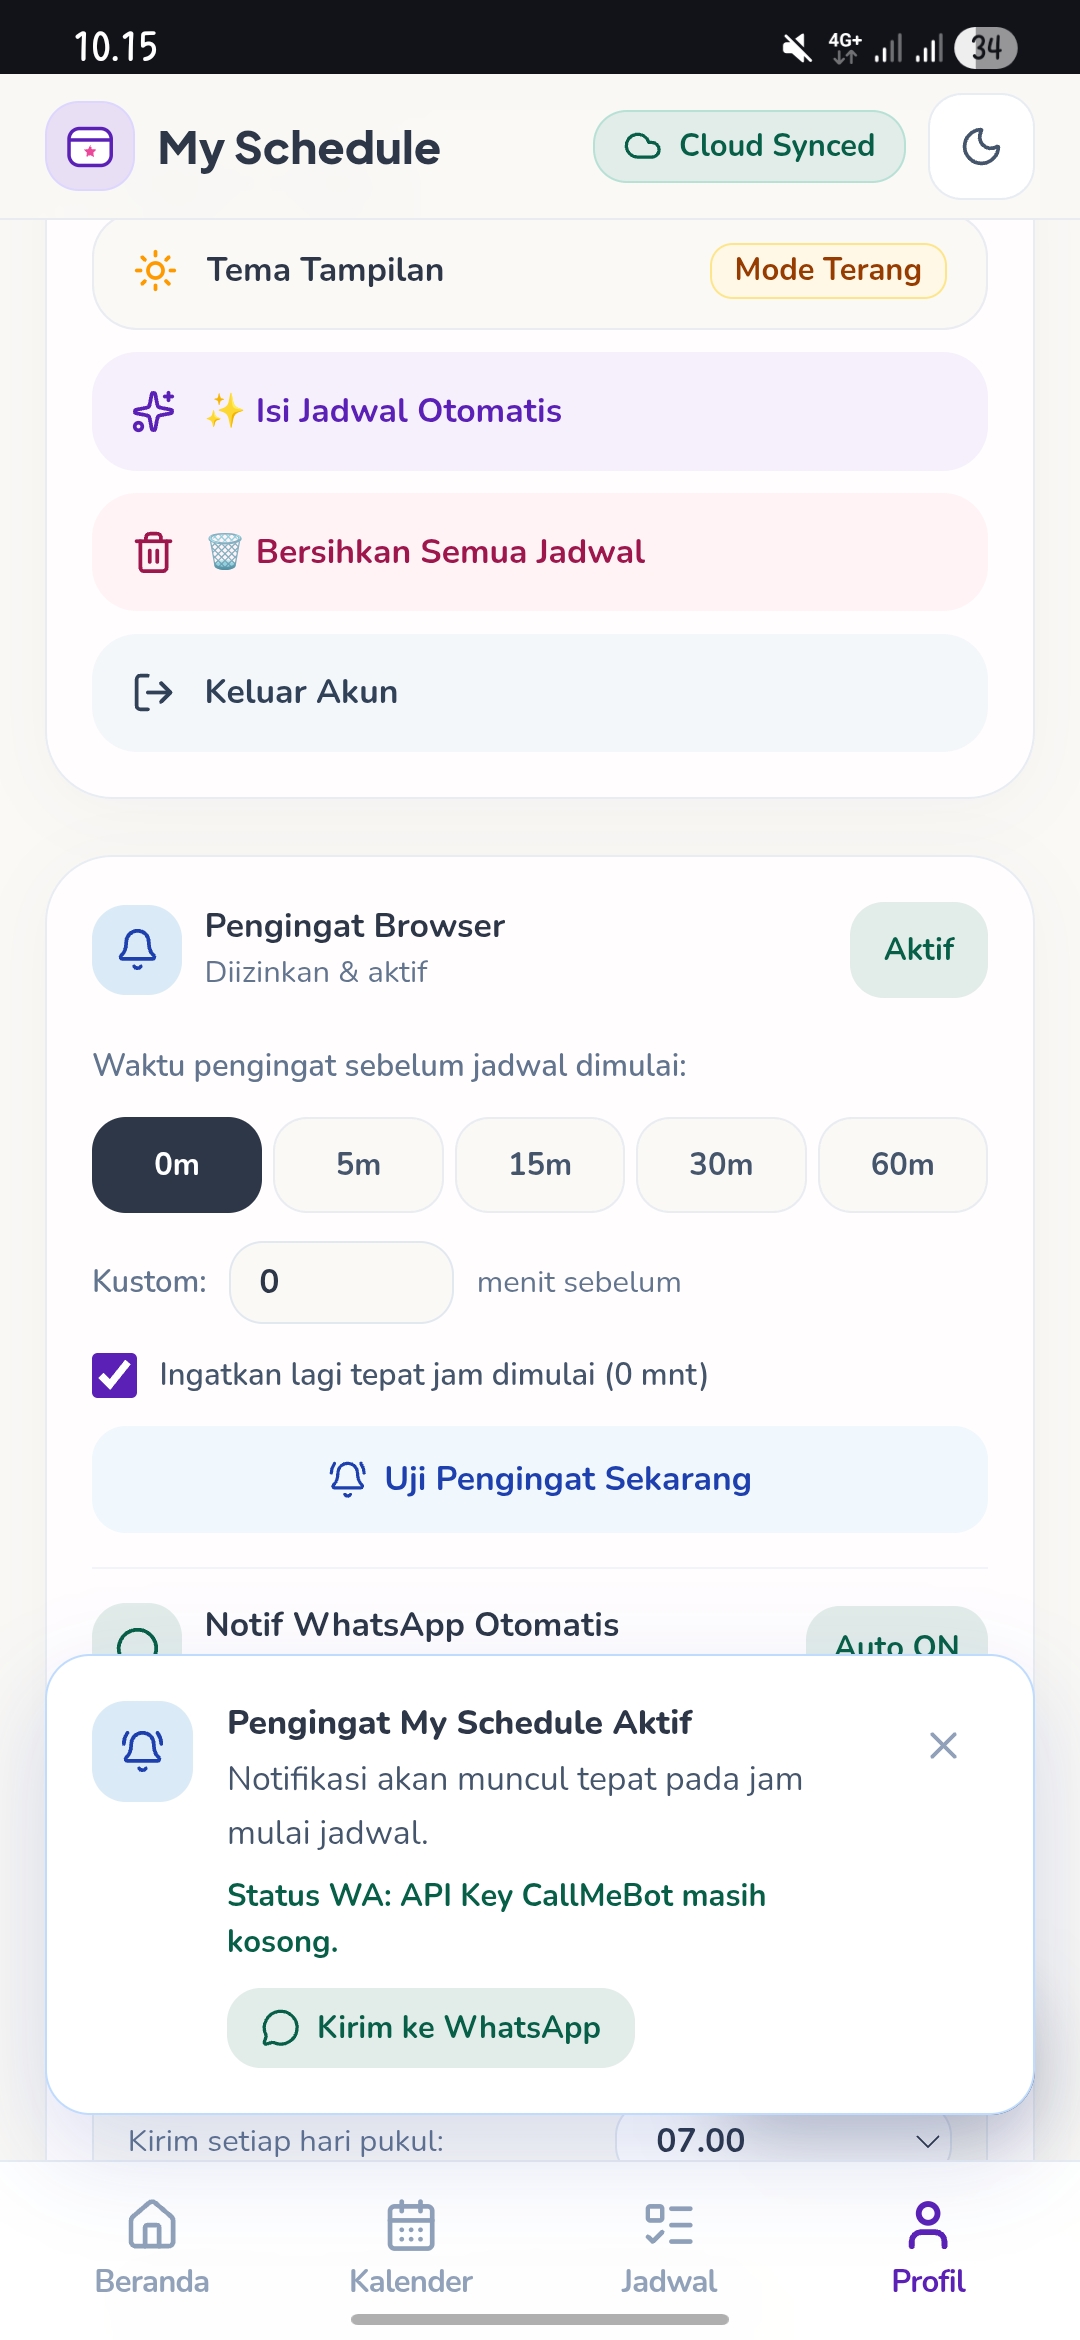 10.15
4G+
34
My Schedule
Cloud Synced
Tema Tampilan
Mode Terang
✨ Isi Jadwal Otomatis
🗑️ Bersihkan Semua Jadwal
Keluar Akun
Pengingat Browser
Diizinkan & aktif
Aktif
Waktu pengingat sebelum jadwal dimulai:
0m
5m
15m
30m
60m
Kustom:
0
menit sebelum
Ingatkan lagi tepat jam dimulai (0 mnt)
Uji Pengingat Sekarang
Notif WhatsApp Otomatis
Auto ON
Pengingat My Schedule Aktif
Notifikasi akan muncul tepat pada jam
mulai jadwal.
Status WA: API Key CallMeBot masih
kosong.
Kirim ke WhatsApp
Kirim setiap hari pukul:
07.00
Beranda
Kalender
Jadwal
Profil